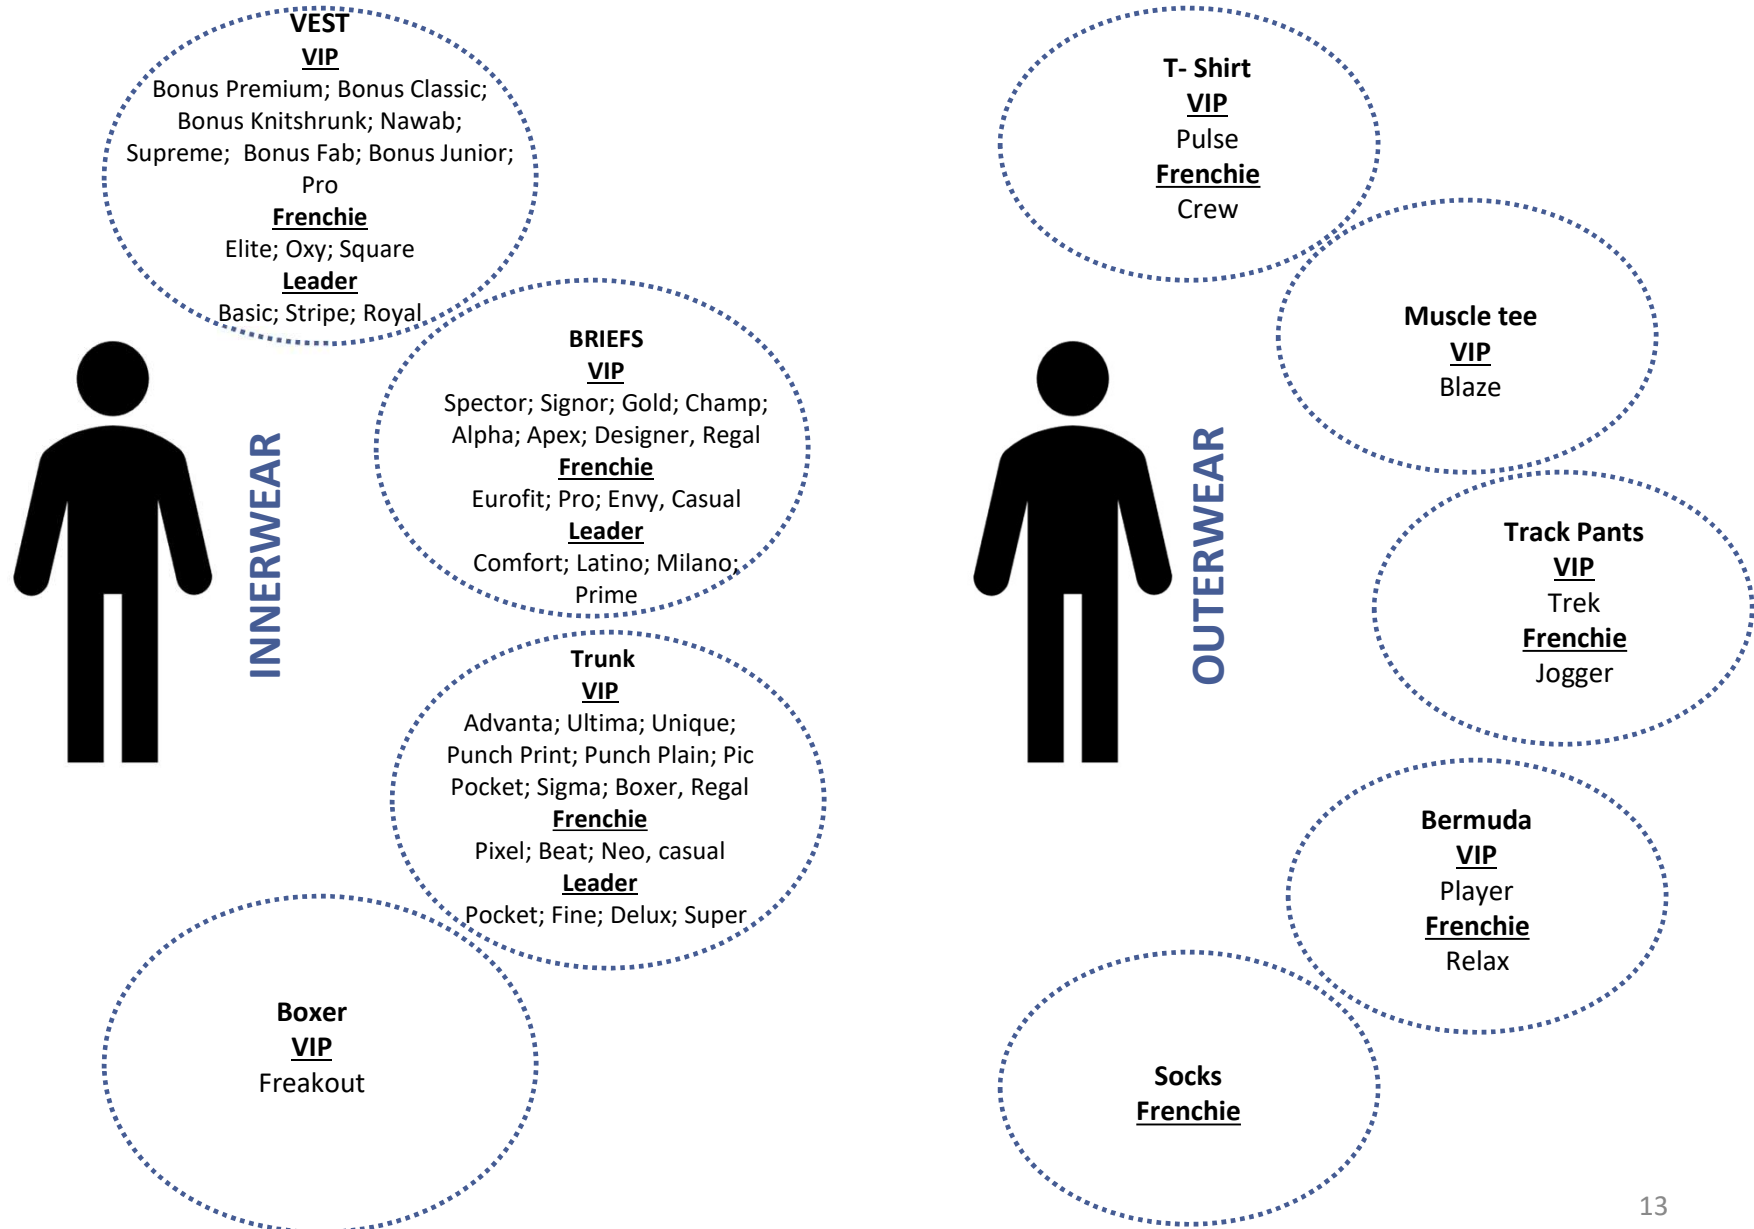 VEST
VIP
Bonus Premium; Bonus Classic;
Bonus Knitshrunk; Nawab;
Supreme; Bonus Fab; Bonus Junior;
Pro
Frenchie
Elite; Oxy; Square
Leader
Basic; Stripe; Royal
BRIEFS
VIP
Spector; Signor; Gold; Champ;
Alpha; Apex; Designer, Regal
Frenchie
Eurofit; Pro; Envy, Casual
Leader
Comfort; Latino; Milano;
Prime
INNERWEAR
Trunk
VIP
Advanta; Ultima; Unique;
Punch Print; Punch Plain; Pic
Pocket; Sigma; Boxer, Regal
Frenchie
Pixel; Beat; Neo, casual
Leader
Pocket; Fine; Delux; Super
Boxer
VIP
Freakout
T- Shirt
VIP
Pulse
Frenchie
Crew
Muscle tee
VIP
Blaze
OUTERWEAR
Track Pants
VIP
Trek
Frenchie
Jogger
Bermuda
VIP
Player
Frenchie
Relax
Socks
Frenchie
13